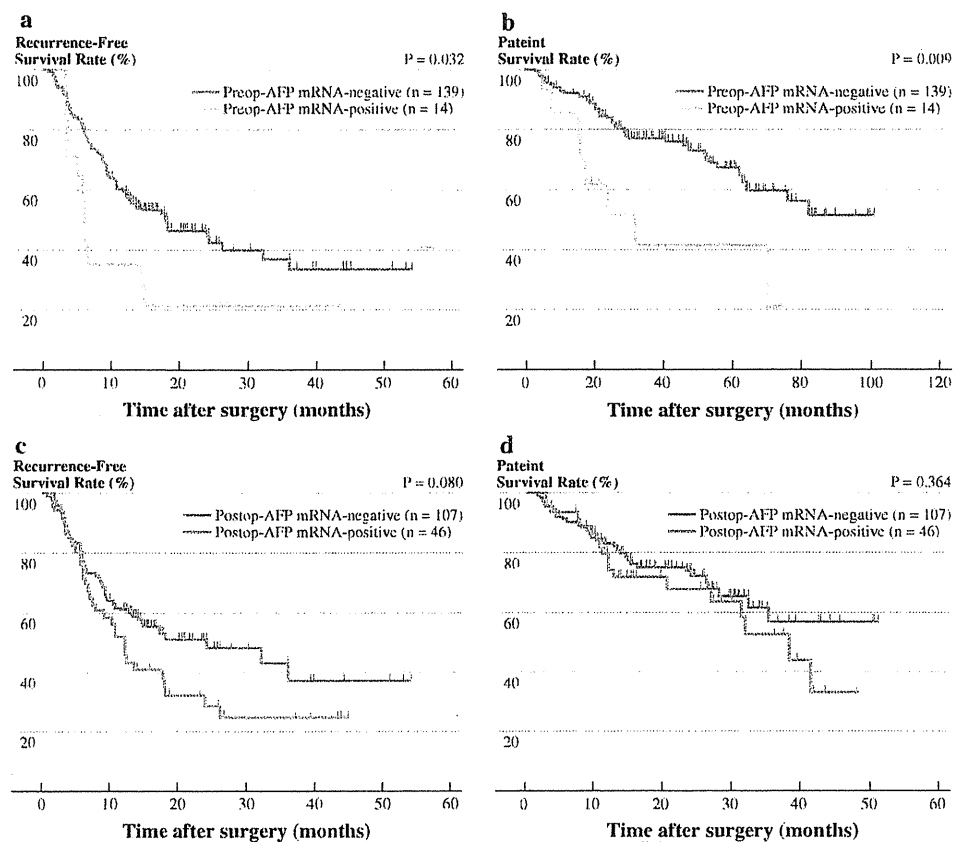 a
Recurrence-Free
Survival Rate (%)
P = 0.032
100
Preop-AFP mRNA-negative (n = 139)
Preop-AFP mRNA-positive (n = 14)
80
60
40
20
0 10 20 30 40 50 60
Time after surgery (months)
b
Pateint
Survival Rate (%)
P = 0.009
100
Preop-AFP mRNA-negative (n = 139)
Preop-AFP mRNA-positive (n = 14)
80
60
40
20
0 20 40 60 80 100 120
Time after surgery (months)
c
Recurrence-Free
Survival Rate (%)
P = 0.080
100
Postop-AFP mRNA-negative (n = 107)
Postop-AFP mRNA-positive (n = 46)
80
60
40
20
0 10 20 30 40 50 60
Time after surgery (months)
d
Pateint
Survival Rate (%)
P = 0.364
100
Postop-AFP mRNA-negative (n = 107)
Postop-AFP mRNA-positive (n = 46)
80
60
40
20
0 10 20 30 40 50 60
Time after surgery (months)